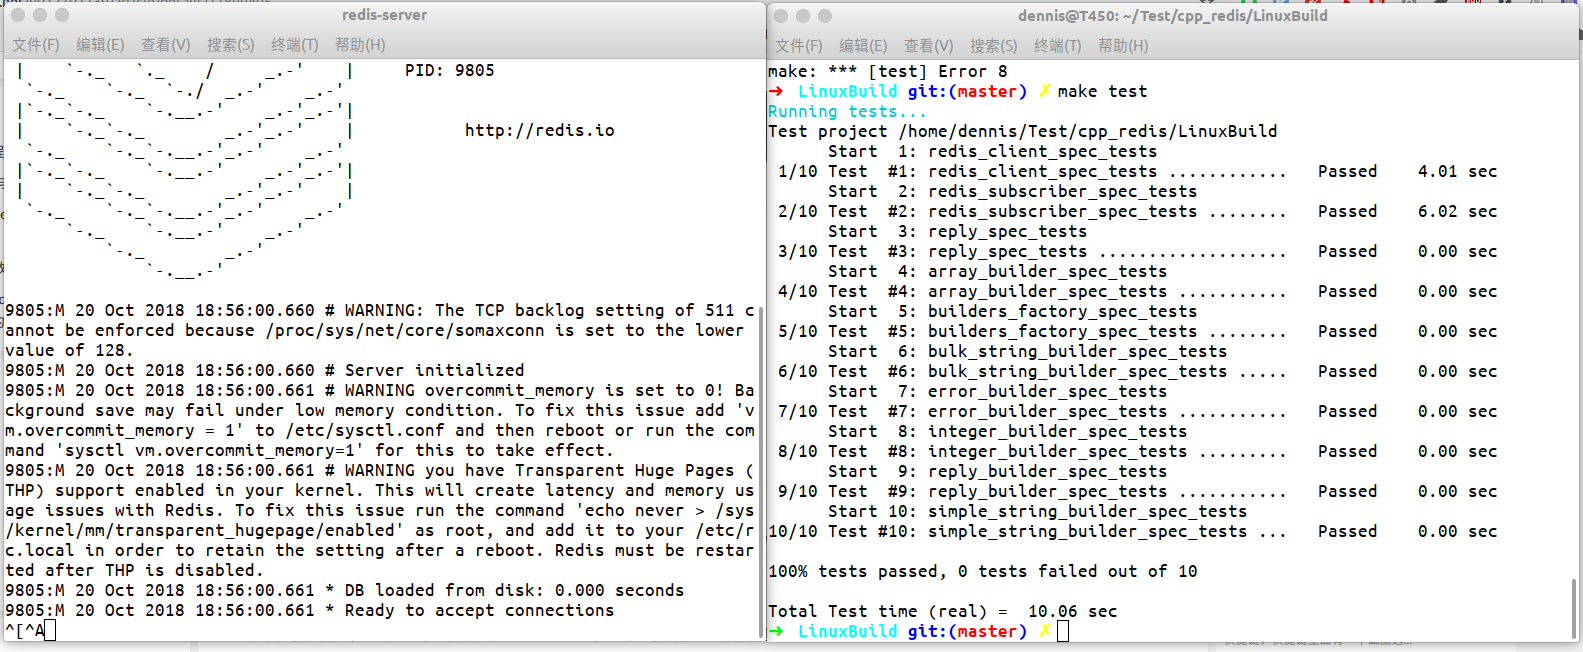 redis-server
文件(F) 编辑(E) 查看(V) 搜索(S) 终端(T) 帮助(H)
|    `-._   `._    /     _.-'    |     PID: 9805
  `-._    `-._  `-./  _.-'    _.-'
 |`-._`-._    `-.__.-'    _.-'_.-'|
 |    `-._`-._        _.-'_.-'    |           http://redis.io
  `-._    `-._`-.__.-'_.-'    _.-'
 |`-._`-._    `-.__.-'    _.-'_.-'|
 |    `-._`-._        _.-'_.-'    |
  `-._    `-._`-.__.-'_.-'    _.-'
      `-._    `-.__.-'    _.-'
          `-._        _.-'
              `-.__.-'
9805:M 20 Oct 2018 18:56:00.660 # WARNING: The TCP backlog setting of 511 c
annot be enforced because /proc/sys/net/core/somaxconn is set to the lower
value of 128.
9805:M 20 Oct 2018 18:56:00.660 # Server initialized
9805:M 20 Oct 2018 18:56:00.661 # WARNING overcommit_memory is set to 0! Ba
ckground save may fail under low memory condition. To fix this issue add 'v
m.overcommit_memory = 1' to /etc/sysctl.conf and then reboot or run the com
mand 'sysctl vm.overcommit_memory=1' for this to take effect.
9805:M 20 Oct 2018 18:56:00.661 # WARNING you have Transparent Huge Pages (
THP) support enabled in your kernel. This will create latency and memory us
age issues with Redis. To fix this issue run the command 'echo never > /sys
/kernel/mm/transparent_hugepage/enabled' as root, and add it to your /etc/r
c.local in order to retain the setting after a reboot. Redis must be restar
ted after THP is disabled.
9805:M 20 Oct 2018 18:56:00.661 * DB loaded from disk: 0.000 seconds
9805:M 20 Oct 2018 18:56:00.661 * Ready to accept connections
^[^A
dennis@T450: ~/Test/cpp_redis/LinuxBuild
文件(F) 编辑(E) 查看(V) 搜索(S) 终端(T) 帮助(H)
make: *** [test] Error 8
➜  LinuxBuild git:(master) ✗ make test
Running tests...
Test project /home/dennis/Test/cpp_redis/LinuxBuild
      Start  1: redis_client_spec_tests
 1/10 Test  #1: redis_client_spec_tests ............   Passed    4.01 sec
      Start  2: redis_subscriber_spec_tests
 2/10 Test  #2: redis_subscriber_spec_tests ........   Passed    6.02 sec
      Start  3: reply_spec_tests
 3/10 Test  #3: reply_spec_tests ...................   Passed    0.00 sec
      Start  4: array_builder_spec_tests
 4/10 Test  #4: array_builder_spec_tests ...........   Passed    0.00 sec
      Start  5: builders_factory_spec_tests
 5/10 Test  #5: builders_factory_spec_tests ........   Passed    0.00 sec
      Start  6: bulk_string_builder_spec_tests
 6/10 Test  #6: bulk_string_builder_spec_tests .....   Passed    0.00 sec
      Start  7: error_builder_spec_tests
 7/10 Test  #7: error_builder_spec_tests ...........   Passed    0.00 sec
      Start  8: integer_builder_spec_tests
 8/10 Test  #8: integer_builder_spec_tests .........   Passed    0.00 sec
      Start  9: reply_builder_spec_tests
 9/10 Test  #9: reply_builder_spec_tests ...........   Passed    0.00 sec
      Start 10: simple_string_builder_spec_tests
10/10 Test #10: simple_string_builder_spec_tests ...   Passed    0.00 sec
100% tests passed, 0 tests failed out of 10
Total Test time (real) =  10.06 sec
➜  LinuxBuild git:(master) ✗